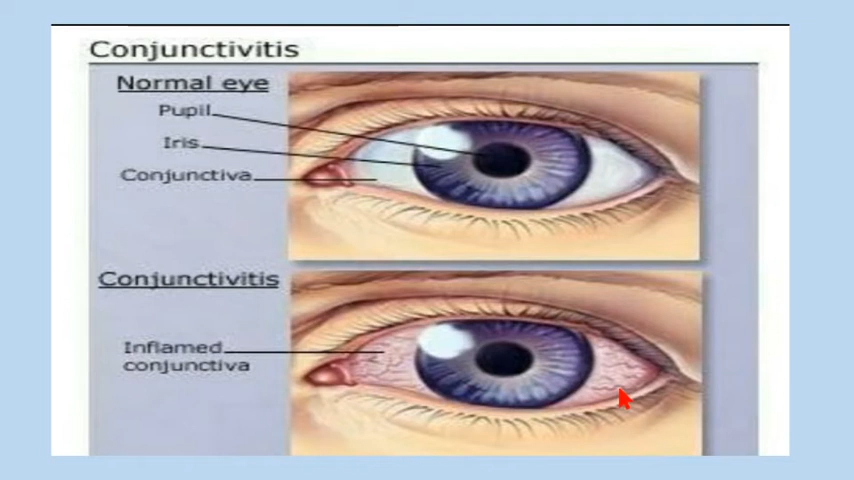 Conjunctivitis
Normal eye
Pupil
Iris
Conjunctiva
Conjunctivitis
Inflamed
conjunctiva